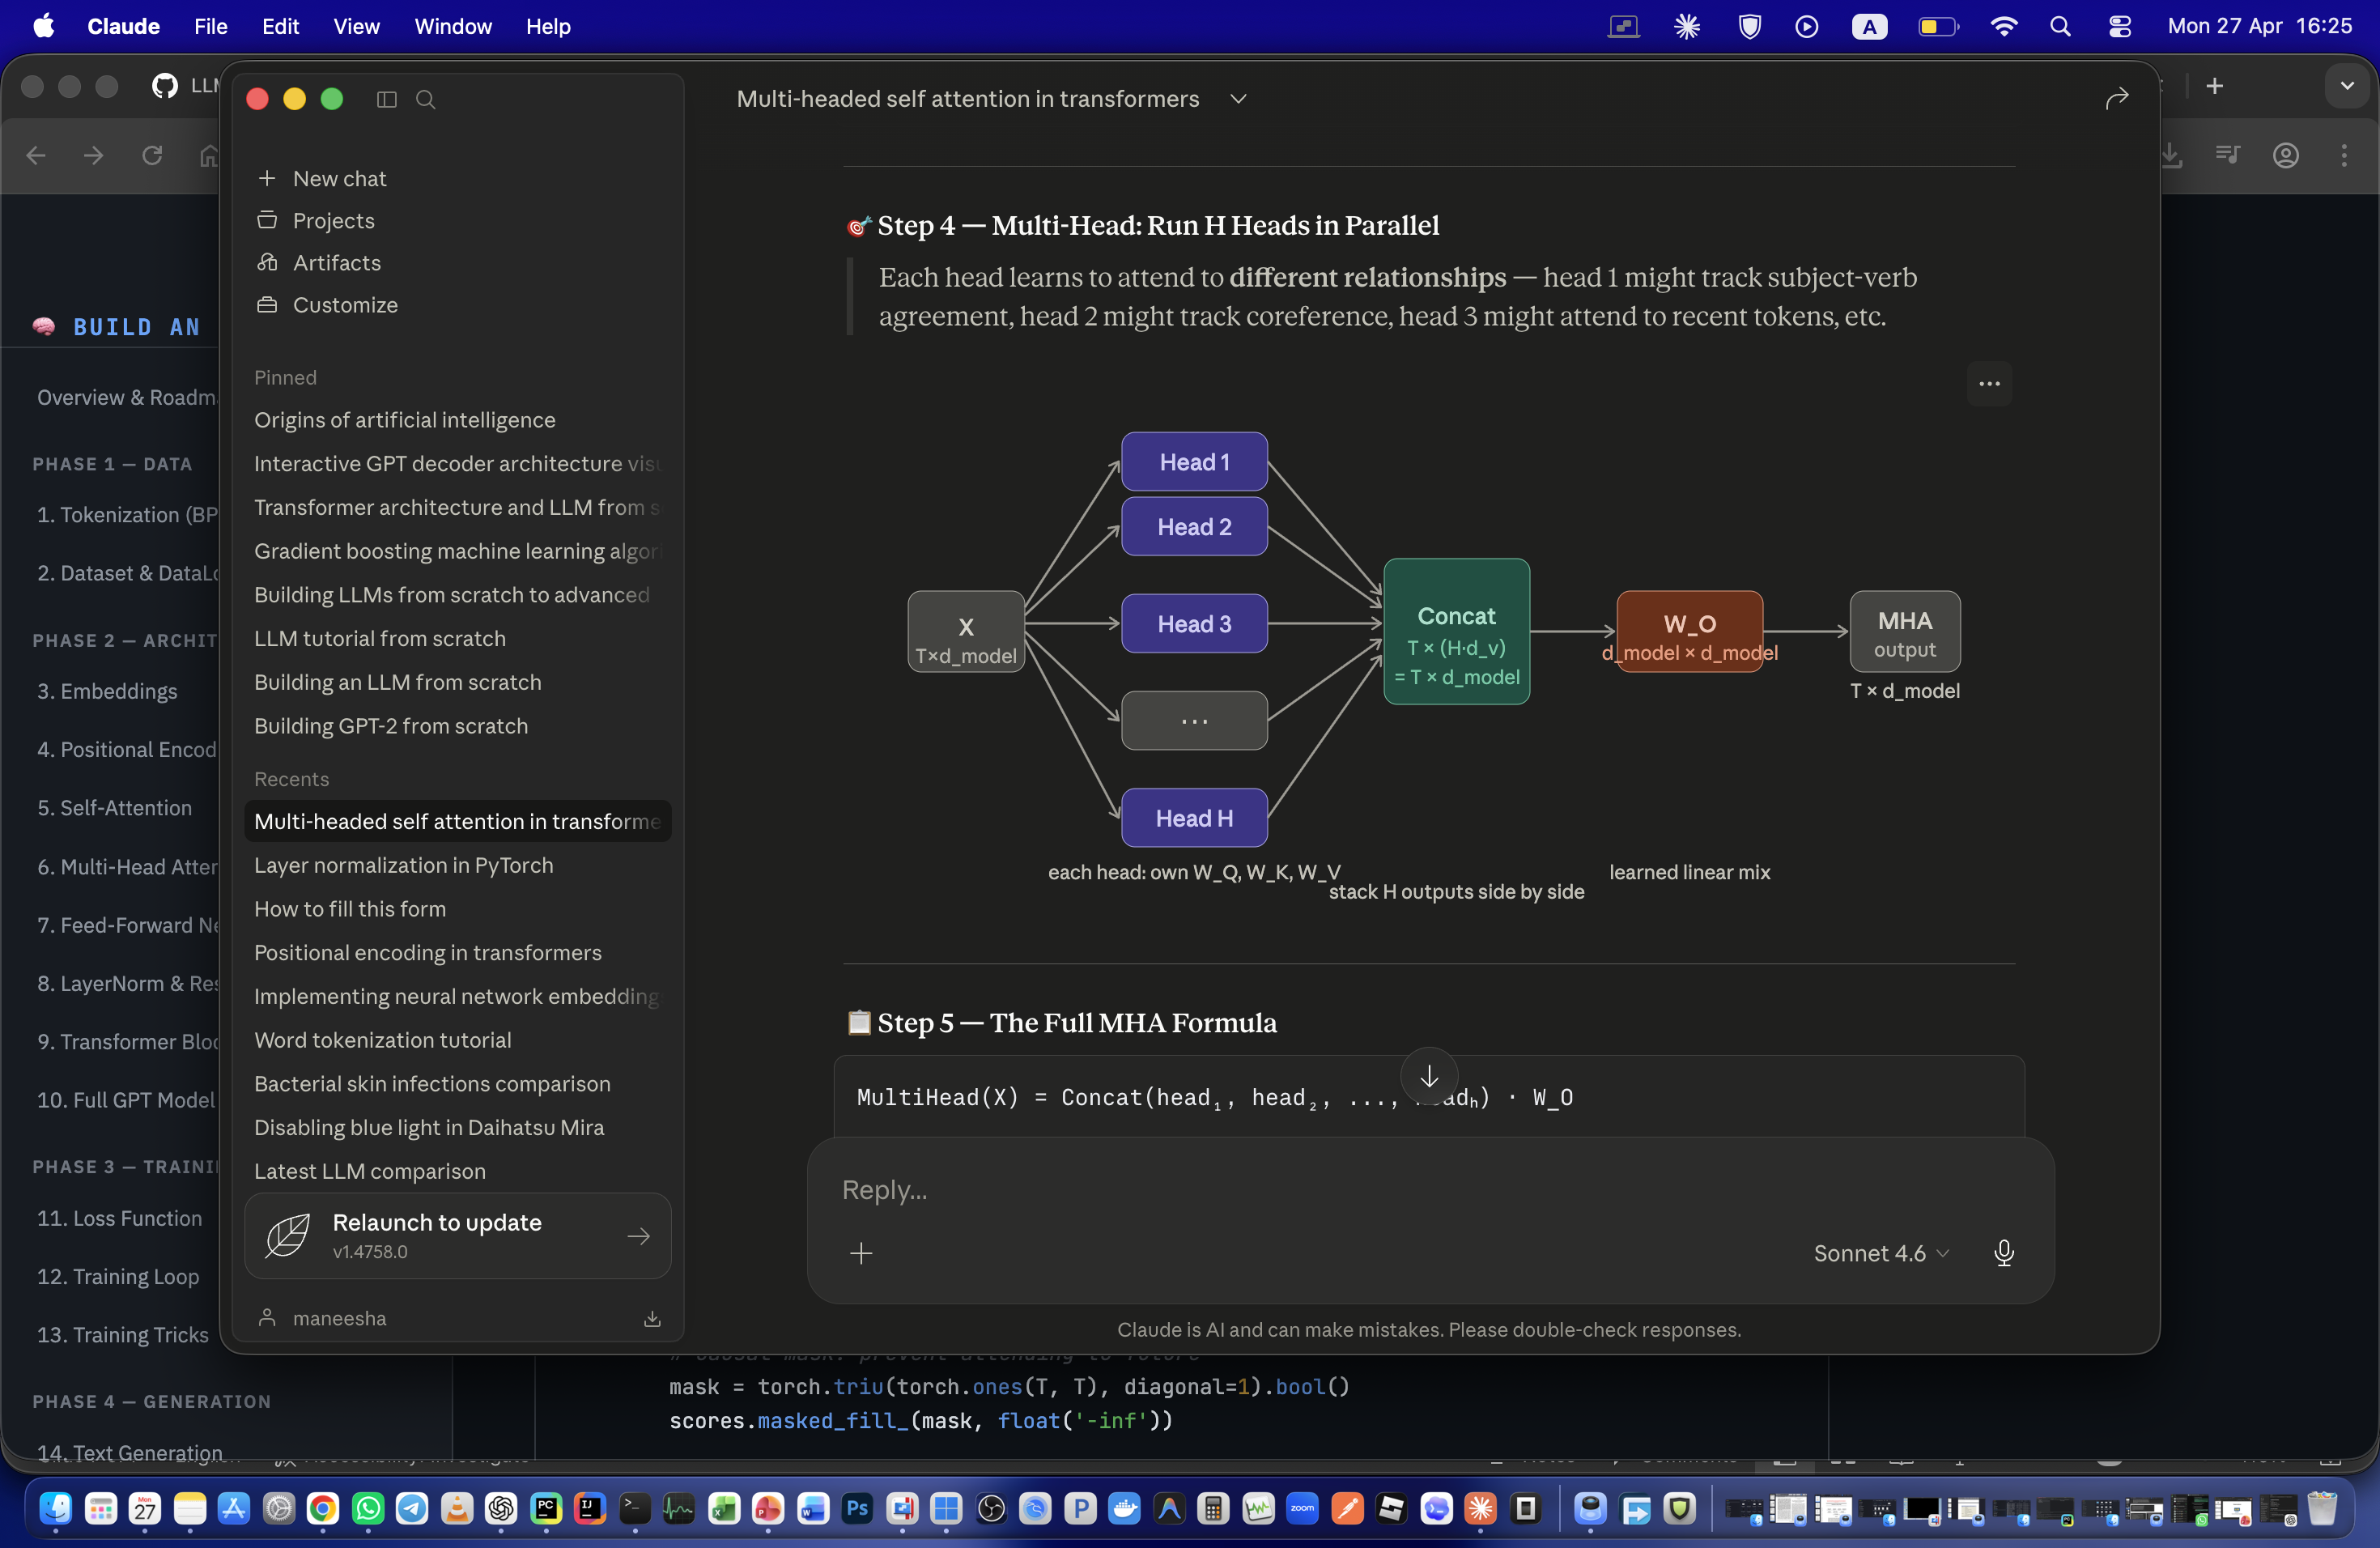 Claude File Edit View Window Help
A
Mon 27 Apr 16:25
Multi-headed self attention in transformers
New chat
Projects
Artifacts
Customize
Pinned
Origins of artificial intelligence
Interactive GPT decoder architecture
Transformer architecture and LLM from
Gradient boosting machine learning
Building LLMs from scratch to advanced
LLM tutorial from scratch
Building an LLM from scratch
Building GPT-2 from scratch
Recents
Multi-headed self attention in transforme
Layer normalization in PyTorch
How to fill this form
Positional encoding in transformers
Implementing neural network embedding
Word tokenization tutorial
Bacterial skin infections comparison
Disabling blue light in Daihatsu Mira
Latest LLM comparison
Relaunch to update
v1.4758.0
maneesha
BUILD AN
Overview & Roadm
PHASE 1 — DATA
1. Tokenization (BP
2. Dataset & DataLo
PHASE 2 — ARCHIT
3. Embeddings
4. Positional Encod
5. Self-Attention
6. Multi-Head Atter
7. Feed-Forward Ne
8. LayerNorm & Res
9. Transformer Bloc
10. Full GPT Model
PHASE 3 — TRAINI
11. Loss Function
12. Training Loop
13. Training Tricks
PHASE 4 — GENERATION
14. Text Generation
🎯 Step 4 — Multi-Head: Run H Heads in Parallel
Each head learns to attend to different relationships — head 1 might track subject-verb
agreement, head 2 might track coreference, head 3 might attend to recent tokens, etc.
X
T×d_model
Head 1
Head 2
Head 3
...
Head H
Concat
T × (H·d_v)
= T × d_model
W_O
d_model × d_model
MHA
output
T × d_model
each head: own W_Q, W_K, W_V
stack H outputs side by side
learned linear mix
📋 Step 5 — The Full MHA Formula
MultiHead(X) = Concat(head₁, head₂, ..., headₕ) · W_O
Reply...
Sonnet 4.6
Claude is AI and can make mistakes. Please double-check responses.
mask = torch.triu(torch.ones(T, T), diagonal=1).bool()
scores.masked_fill_(mask, float('-inf'))
Mon
27
PC
IJ
Ps
P
zoom